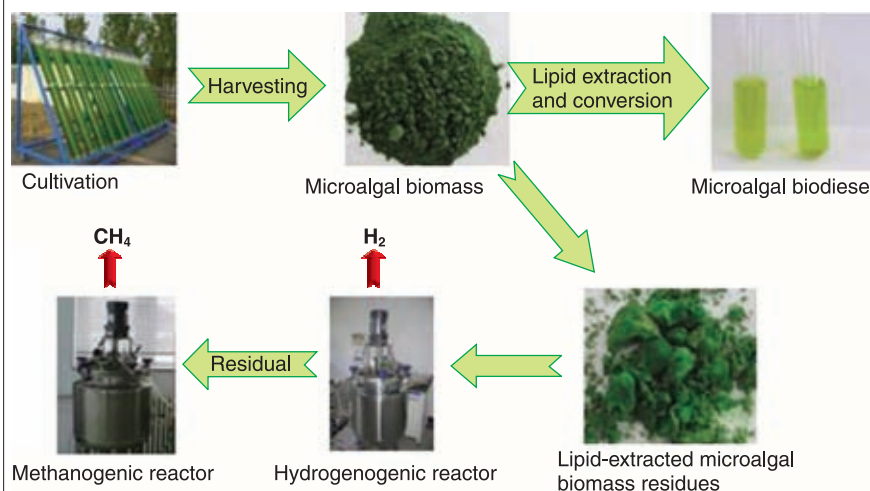 Harvesting
Lipid extraction
and conversion
Cultivation
Microalgal biomass
Microalgal biodiese
CH₄
H₂
Residual
Methanogenic reactor
Hydrogenogenic reactor
Lipid-extracted microalgal
biomass residues